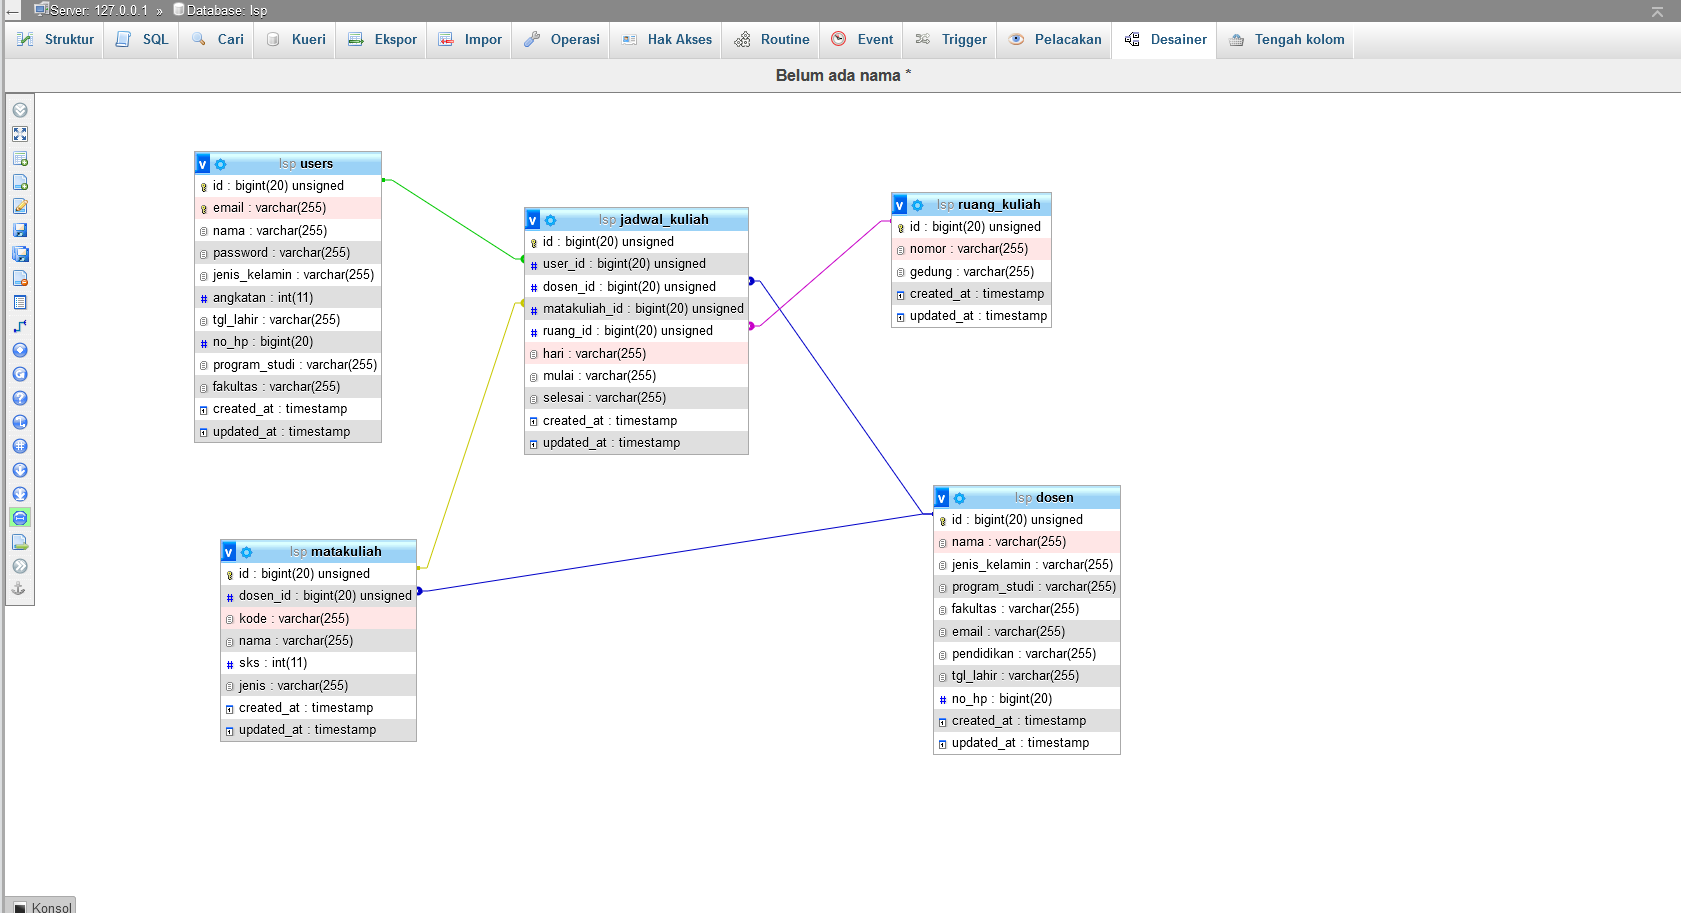 Server: 127.0.0.1 » Database: lsp
Struktur SQL Cari Kueri Ekspor Impor Operasi Hak Akses Routine Event Trigger Pelacakan Desainer Tengah kolom
Belum ada nama *
v lsp users
id : bigint(20) unsigned
email : varchar(255)
nama : varchar(255)
password : varchar(255)
jenis_kelamin : varchar(255)
# angkatan : int(11)
tgl_lahir : varchar(255)
# no_hp : bigint(20)
program_studi : varchar(255)
fakultas : varchar(255)
created_at : timestamp
updated_at : timestamp
v lsp jadwal_kuliah
id : bigint(20) unsigned
# user_id : bigint(20) unsigned
# dosen_id : bigint(20) unsigned
# matakuliah_id : bigint(20) unsigned
# ruang_id : bigint(20) unsigned
hari : varchar(255)
mulai : varchar(255)
selesai : varchar(255)
created_at : timestamp
updated_at : timestamp
v lsp ruang_kuliah
id : bigint(20) unsigned
nomor : varchar(255)
gedung : varchar(255)
created_at : timestamp
updated_at : timestamp
v lsp matakuliah
id : bigint(20) unsigned
# dosen_id : bigint(20) unsigned
kode : varchar(255)
nama : varchar(255)
# sks : int(11)
jenis : varchar(255)
created_at : timestamp
updated_at : timestamp
v lsp dosen
id : bigint(20) unsigned
nama : varchar(255)
jenis_kelamin : varchar(255)
program_studi : varchar(255)
fakultas : varchar(255)
email : varchar(255)
pendidikan : varchar(255)
tgl_lahir : varchar(255)
# no_hp : bigint(20)
created_at : timestamp
updated_at : timestamp
Konsol